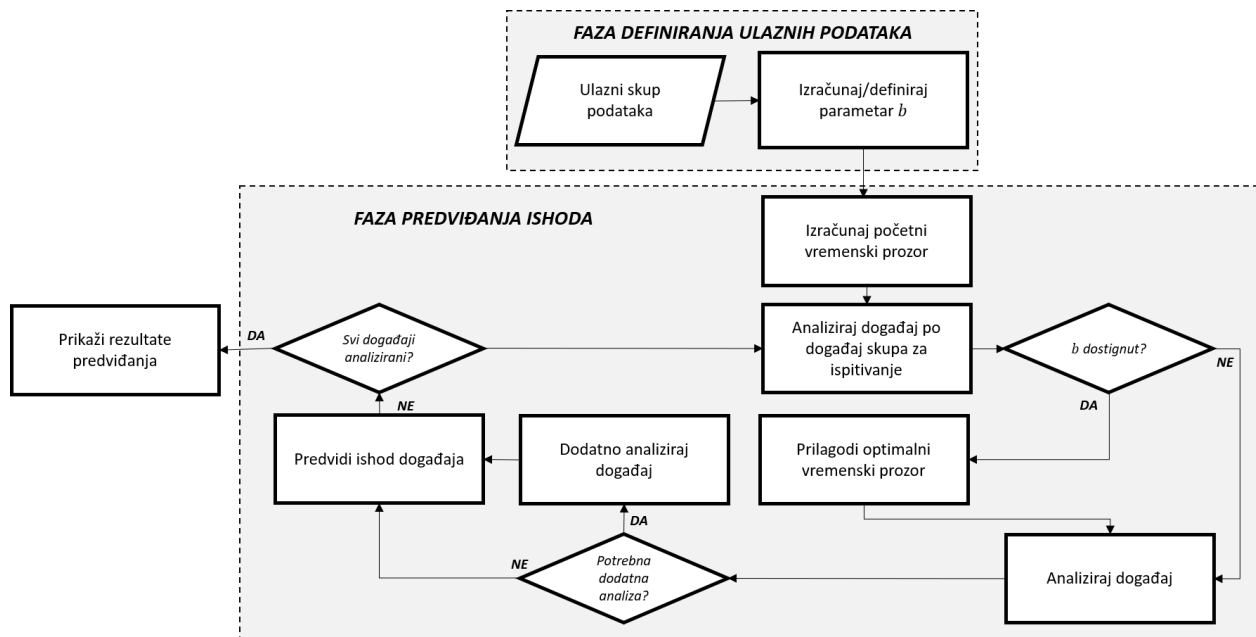 FAZA DEFINIRANJA ULAZNIH PODATAKA
Ulazni skup
podataka
Izračunaj/definiraj
parametar b
FAZA PREDVIĐANJA ISHODA
Izračunaj početni
vremenski prozor
Prikaži rezultate
predviđanja
DA
Svi događaji
analizirani?
Analiziraj događaj po
događaj skupa za
ispitivanje
b dostignut?
NE
DA
NE
Predvidi ishod događaja
Dodatno analiziraj
događaj
Prilagodi optimalni
vremenski prozor
DA
NE
Potrebna
dodatna
analiza?
Analiziraj događaj